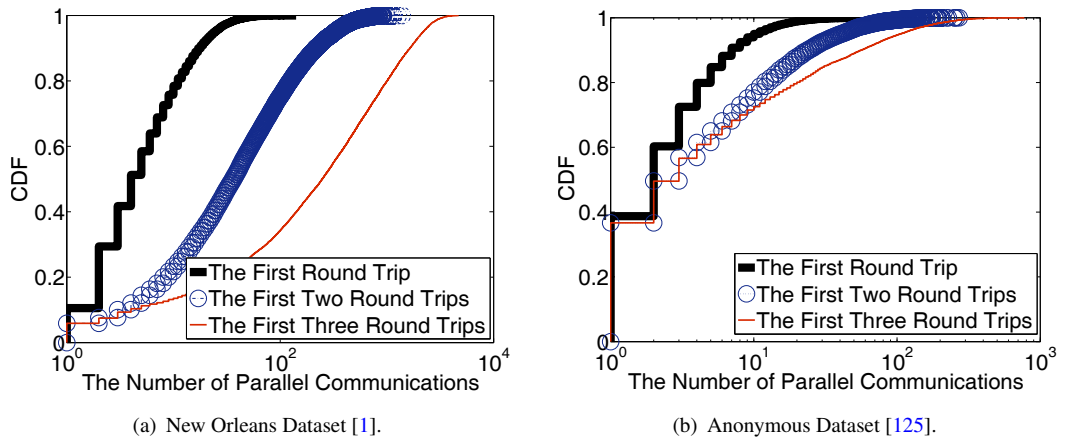 1
0.8
0.6
0.4
0.2
0
CDF
10^0
10^2
10^4
The Number of Parallel Communications
The First Round Trip
The First Two Round Trips
The First Three Round Trips
(a) New Orleans Dataset [1].
1
0.8
0.6
0.4
0.2
0
CDF
10^0
10^1
10^2
10^3
The Number of Parallel Communications
The First Round Trip
The First Two Round Trips
The First Three Round Trips
(b) Anonymous Dataset [125].